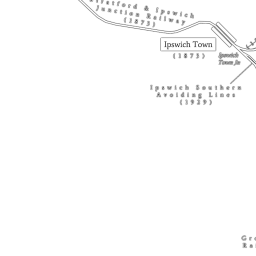 Stratford & Ipswich
Junction Railway
(1873)
Ipswich Town
(1873)
Ipswich
Town Jn
Ipswich Southern
Avoiding Lines
(1929)